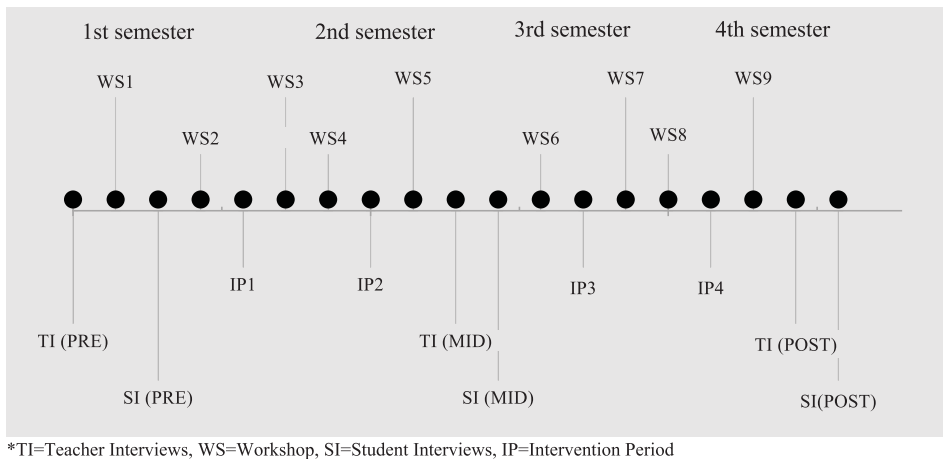 1st semester
2nd semester
3rd semester
4th semester
WS1
WS3
WS5
WS7
WS9
WS2
WS4
WS6
WS8
IP1
IP2
IP3
IP4
TI (PRE)
TI (MID)
TI (POST)
SI (PRE)
SI (MID)
SI(POST)
*TI=Teacher Interviews, WS=Workshop, SI=Student Interviews, IP=Intervention Period